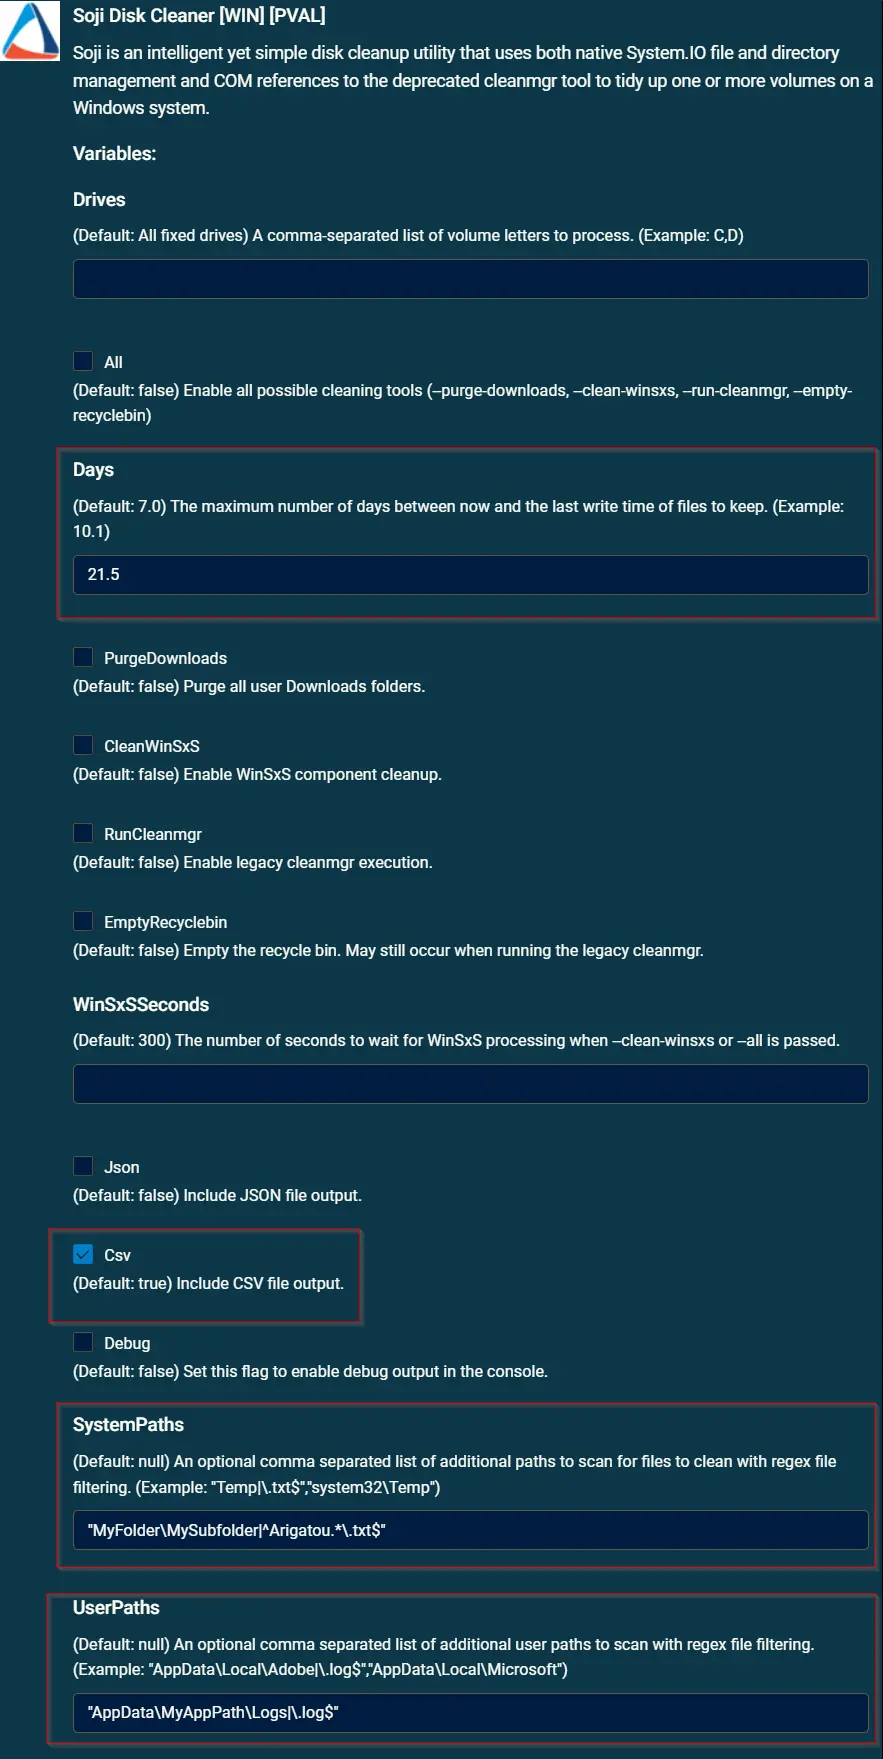 Soji Disk Cleaner [WIN] [PVAL]
Soji is an intelligent yet simple disk cleanup utility that uses both native System.IO file and directory
management and COM references to the deprecated cleanmgr tool to tidy up one or more volumes on a
Windows system.
Variables:
Drives
(Default: All fixed drives) A comma-separated list of volume letters to process. (Example: C,D)
All
(Default: false) Enable all possible cleaning tools (--purge-downloads, --clean-winsxs, --run-cleanmgr, --empty-
recyclebin)
Days
(Default: 7.0) The maximum number of days between now and the last write time of files to keep. (Example:
10.1)
21.5
PurgeDownloads
(Default: false) Purge all user Downloads folders.
CleanWinSxS
(Default: false) Enable WinSxS component cleanup.
RunCleanmgr
(Default: false) Enable legacy cleanmgr execution.
EmptyRecyclebin
(Default: false) Empty the recycle bin. May still occur when running the legacy cleanmgr.
WinSxSSeconds
(Default: 300) The number of seconds to wait for WinSxS processing when --clean-winsxs or --all is passed.
Json
(Default: false) Include JSON file output.
Csv
(Default: true) Include CSV file output.
Debug
(Default: false) Set this flag to enable debug output in the console.
SystemPaths
(Default: null) An optional comma separated list of additional paths to scan for files to clean with regex file
filtering. (Example: "Temp|\.txt$","system32\Temp")
"MyFolder\MySubfolder|^Arigatou.*\.txt$"
UserPaths
(Default: null) An optional comma separated list of additional user paths to scan with regex file filtering.
(Example: "AppData\Local\Adobe|\.log$","AppData\Local\Microsoft")
"AppData\MyAppPath\Logs|\.log$"